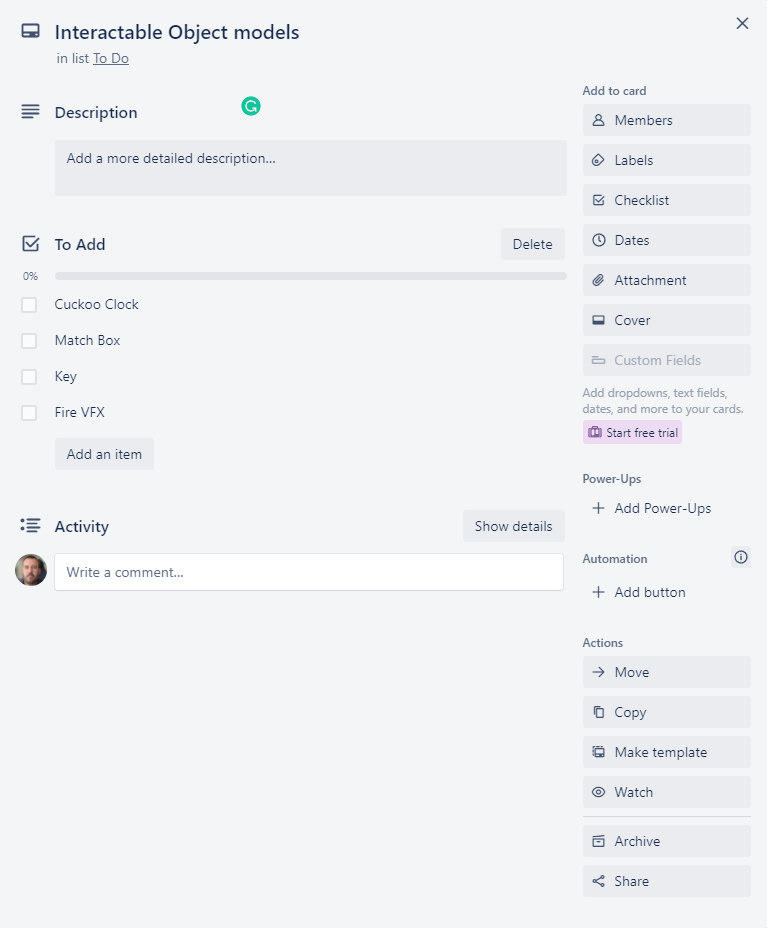 Interactable Object models
in list To Do
Description
Add a more detailed description...
To Add
Delete
0%
Cuckoo Clock
Match Box
Key
Fire VFX
Add an item
Activity
Show details
Write a comment...
Add to card
Members
Labels
Checklist
Dates
Attachment
Cover
Custom Fields
Add dropdowns, text fields,
dates, and more to your cards.
Start free trial
Power-Ups
Add Power-Ups
Automation
Add button
Actions
Move
Copy
Make template
Watch
Archive
Share